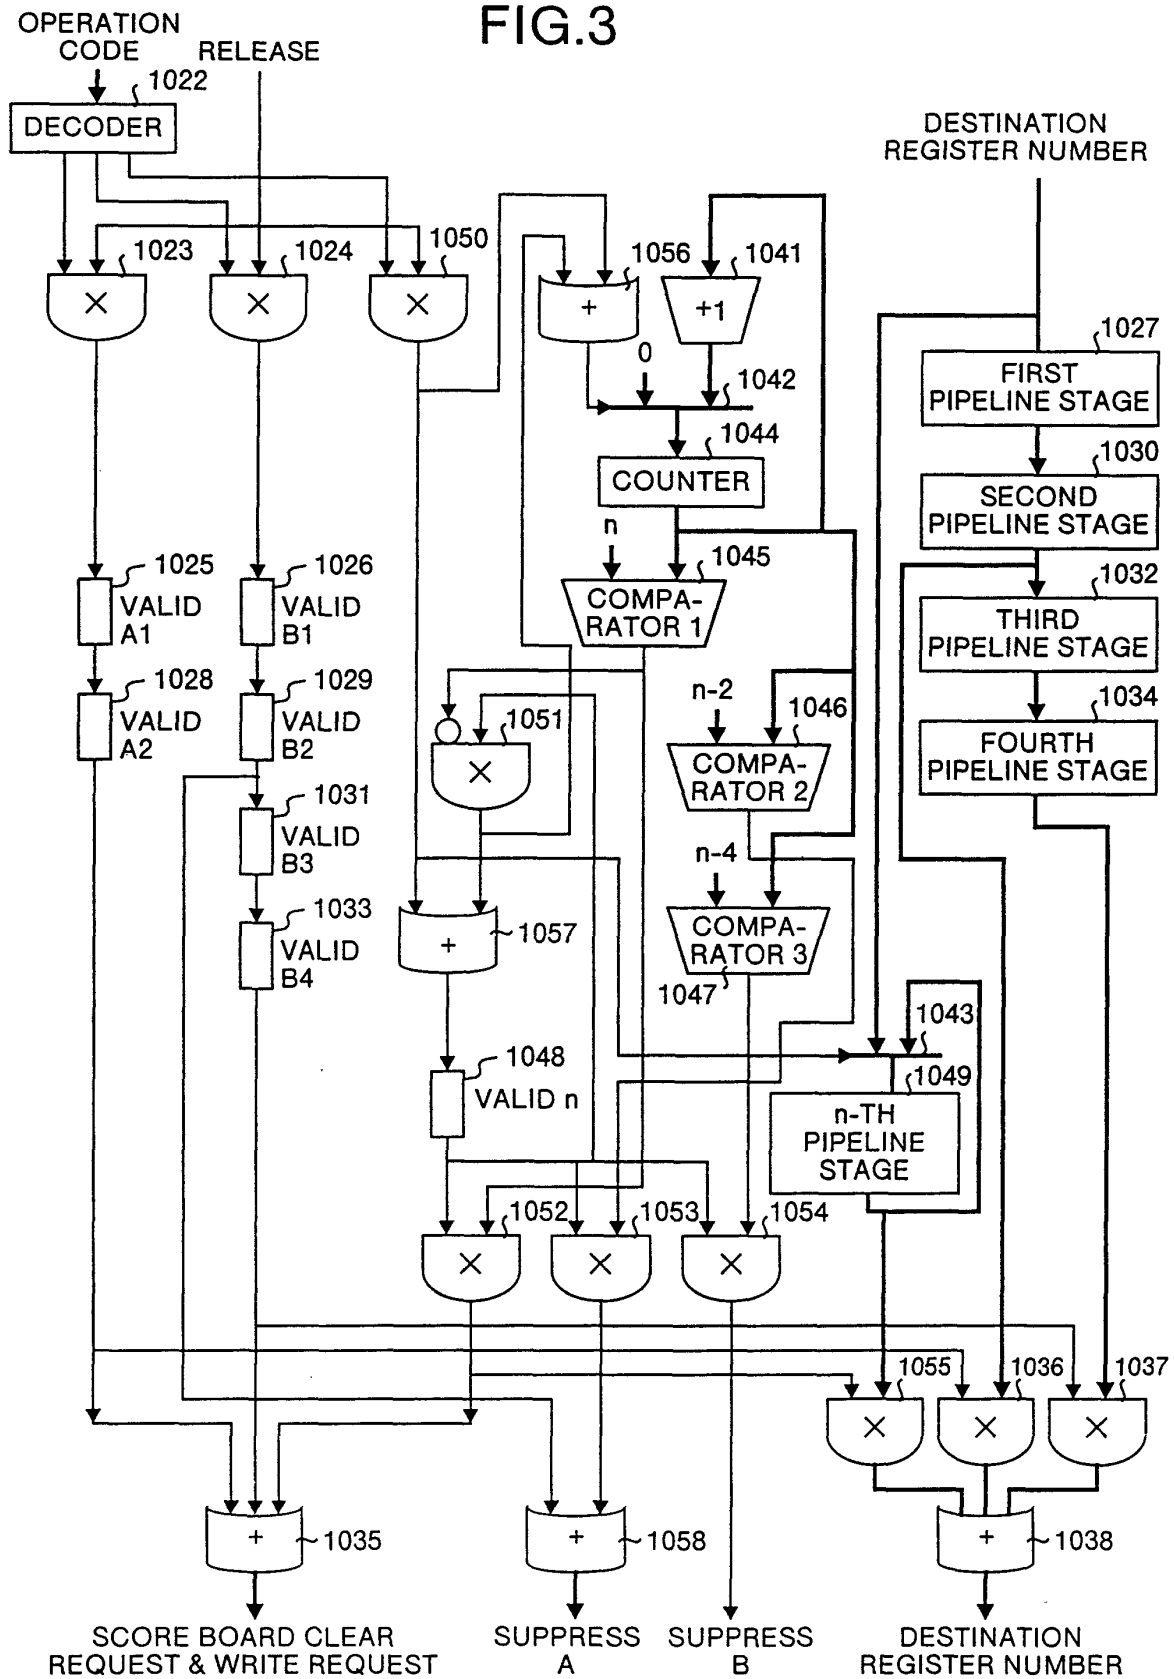 FIG.3
OPERATION
CODE
RELEASE
1022
DECODER
DESTINATION
REGISTER NUMBER
1023
1024
1050
1056
1041
×
×
×
+
+1
0
1042
1027
FIRST
PIPELINE STAGE
1044
COUNTER
1030
SECOND
PIPELINE STAGE
n
1045
COMPA-
RATOR 1
1025
VALID
A1
1026
VALID
B1
1032
THIRD
PIPELINE STAGE
1028
VALID
A2
1029
VALID
B2
1051
×
n-2
1046
COMPA-
RATOR 2
1034
FOURTH
PIPELINE STAGE
1031
VALID
B3
n-4
COMPA-
RATOR 3
1047
1033
VALID
B4
+
1057
1043
1048
VALID n
1049
n-TH
PIPELINE
STAGE
1052
1053
1054
×
×
×
1055
1036
1037
×
×
×
+
1035
+
1058
+
1038
SCORE BOARD CLEAR
REQUEST & WRITE REQUEST
SUPPRESS
A
SUPPRESS
B
DESTINATION
REGISTER NUMBER